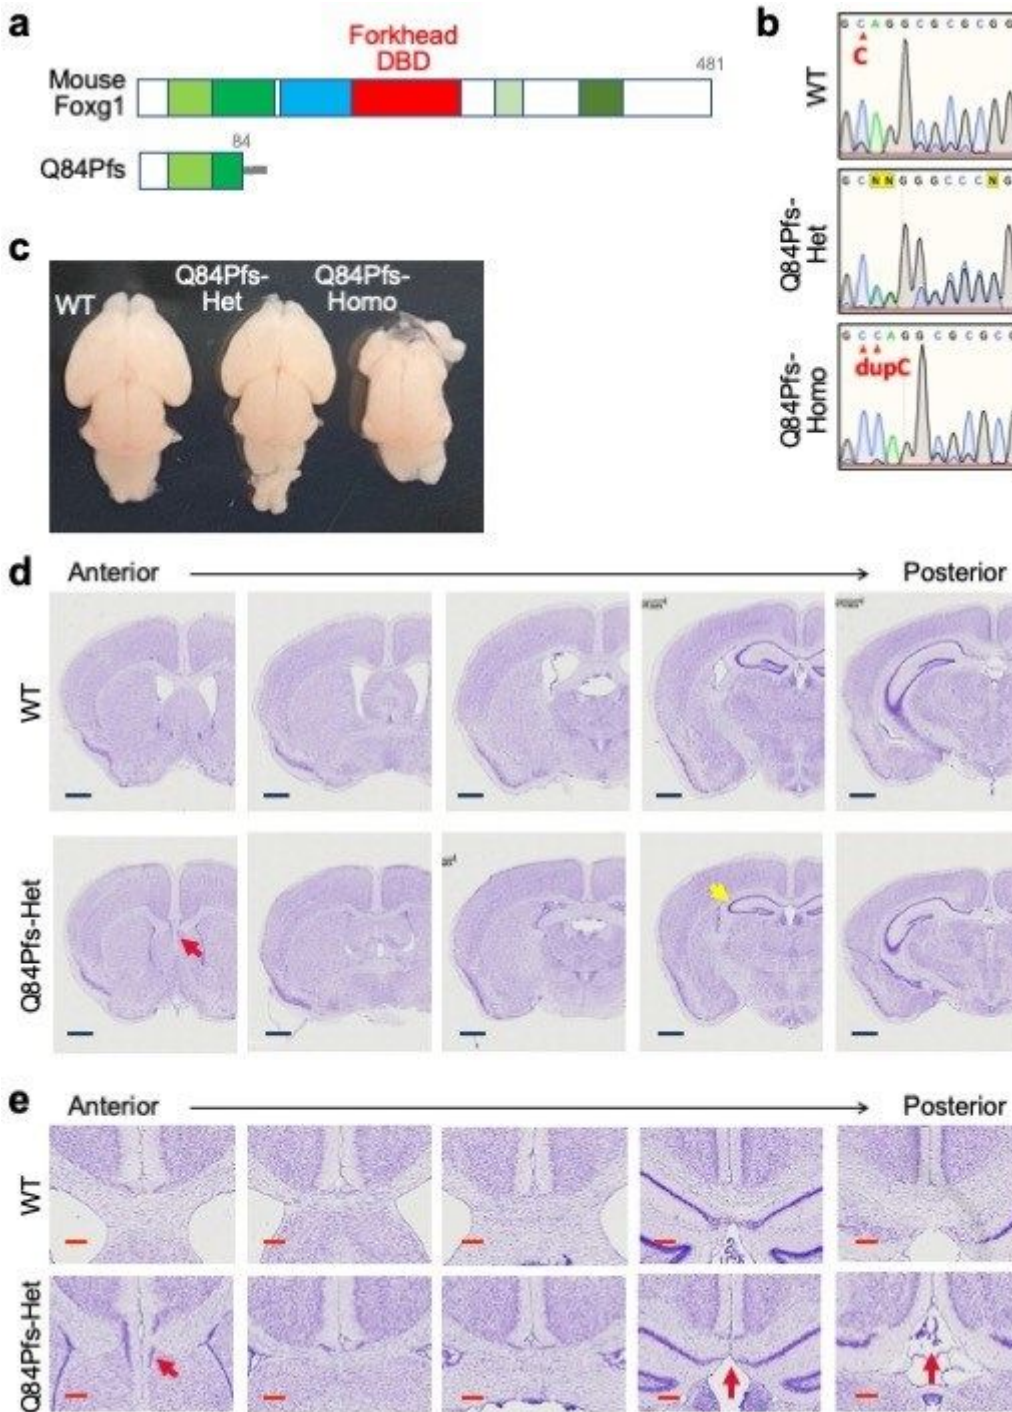 a
Forkhead
DBD
481
Mouse
Foxg1
84
Q84Pfs
b
WT
G C A G G C G C G C G G
C
Q84Pfs-
Het
G C N N G G G C C C N G
Q84Pfs-
Homo
G C C A G G C G C G C G
dupC
c
WT
Q84Pfs-
Het
Q84Pfs-
Homo
d
Anterior
Posterior
WT
Q84Pfs-Het
e
Anterior
Posterior
WT
Q84Pfs-Het